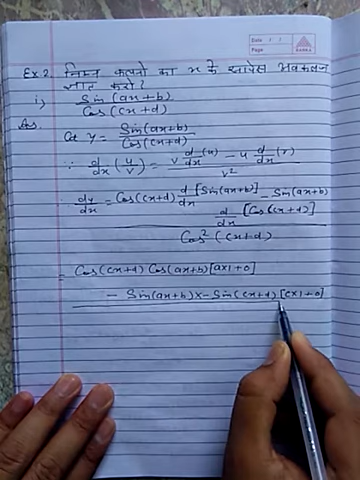 Date
Page
SARKA
Ex.2. निम्न फलनों का x के सापेक्ष अवकलज
ज्ञात करो?
i) Sin(ax+b)
Cos(cx+d)
Ans.
Let y = Sin(ax+b)
Cos(cx+d)
∵ d/dx (u/v) = v d/dx (u) - u d/dx (v)
v²
∴ dy/dx = Cos(cx+d) d/dx [Sin(ax+b)] - Sin(ax+b)
d/dx [Cos(cx+d)]
Cos² (cx+d)
= Cos(cx+d) Cos(ax+b) [ax1+0]
- Sin(ax+b) x - Sin(cx+d) [cx1+0]